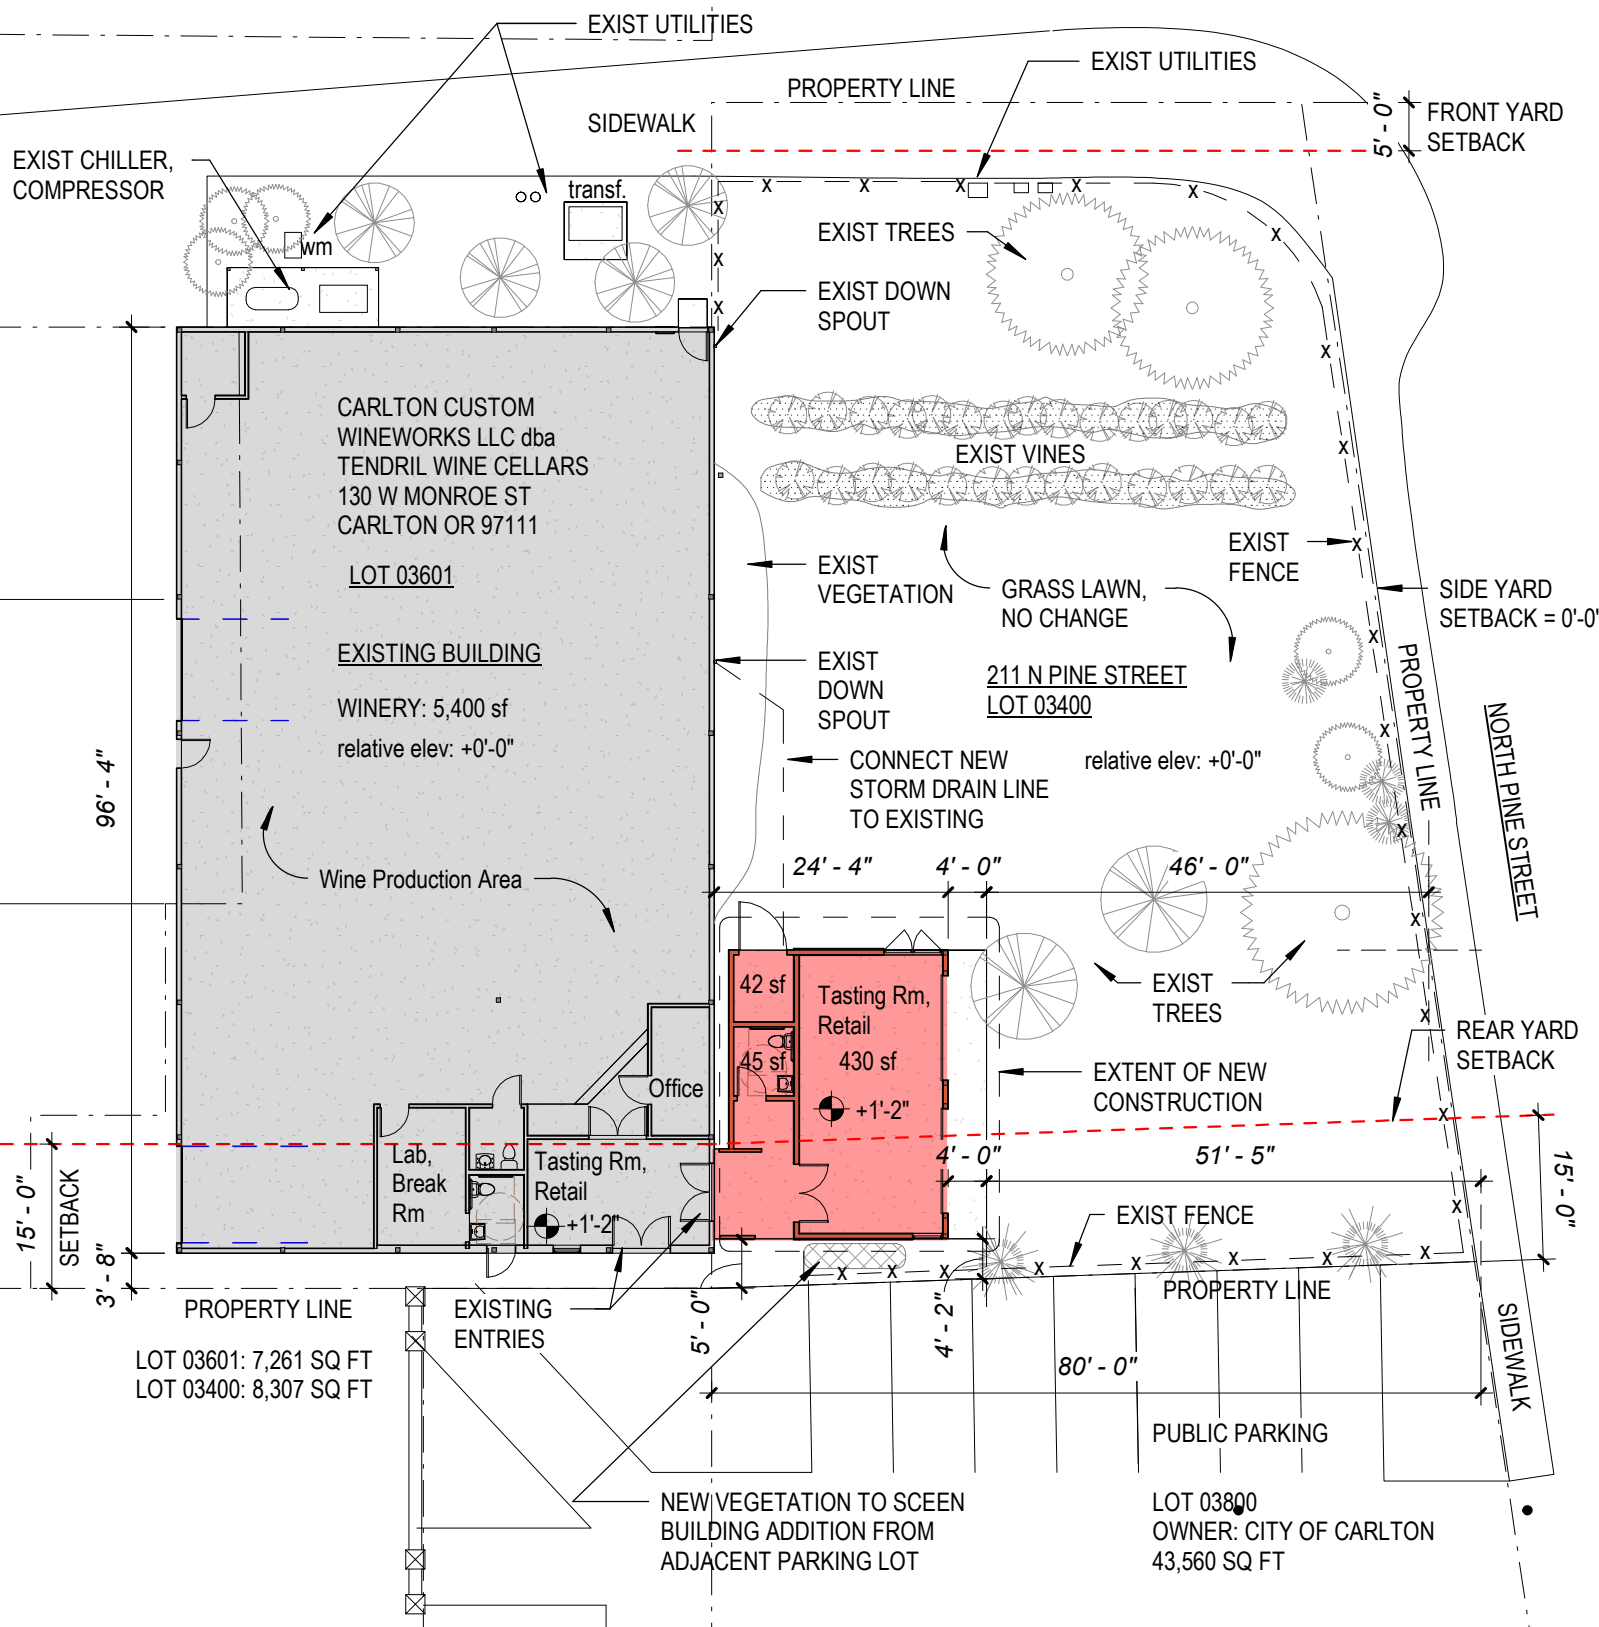 EXIST UTILITIES
EXIST UTILITIES
PROPERTY LINE
5' - 0"
FRONT YARD
SETBACK
SIDEWALK
EXIST CHILLER,
COMPRESSOR
transf.
wm
EXIST TREES
EXIST DOWN
SPOUT
CARLTON CUSTOM
WINEWORKS LLC dba
TENDRIL WINE CELLARS
130 W MONROE ST
CARLTON OR 97111
LOT 03601
EXISTING BUILDING
WINERY: 5,400 sf
relative elev: +0'-0"
EXIST VINES
EXIST
FENCE
EXIST
VEGETATION
GRASS LAWN,
NO CHANGE
SIDE YARD
SETBACK = 0'-0'
EXIST
DOWN
SPOUT
211 N PINE STREET
LOT 03400
PROPERTY LINE
NORTH PINE STREET
CONNECT NEW
STORM DRAIN LINE
TO EXISTING
relative elev: +0'-0"
96' - 4"
Wine Production Area
24' - 4"
4' - 0"
46' - 0"
42 sf
Tasting Rm,
Retail
45 sf
430 sf
+1'-2"
EXIST
TREES
REAR YARD
SETBACK
EXTENT OF NEW
CONSTRUCTION
Office
Lab,
Break
Rm
Tasting Rm,
Retail
+1'-2"
4' - 0"
51' - 5"
15' - 0"
15' - 0"
SETBACK
3' - 8"
EXIST FENCE
PROPERTY LINE
PROPERTY LINE
EXISTING
ENTRIES
5' - 0"
4' - 2"
SIDEWALK
LOT 03601: 7,261 SQ FT
LOT 03400: 8,307 SQ FT
80' - 0"
PUBLIC PARKING
NEW VEGETATION TO SCEEN
BUILDING ADDITION FROM
ADJACENT PARKING LOT
LOT 03800
OWNER: CITY OF CARLTON
43,560 SQ FT